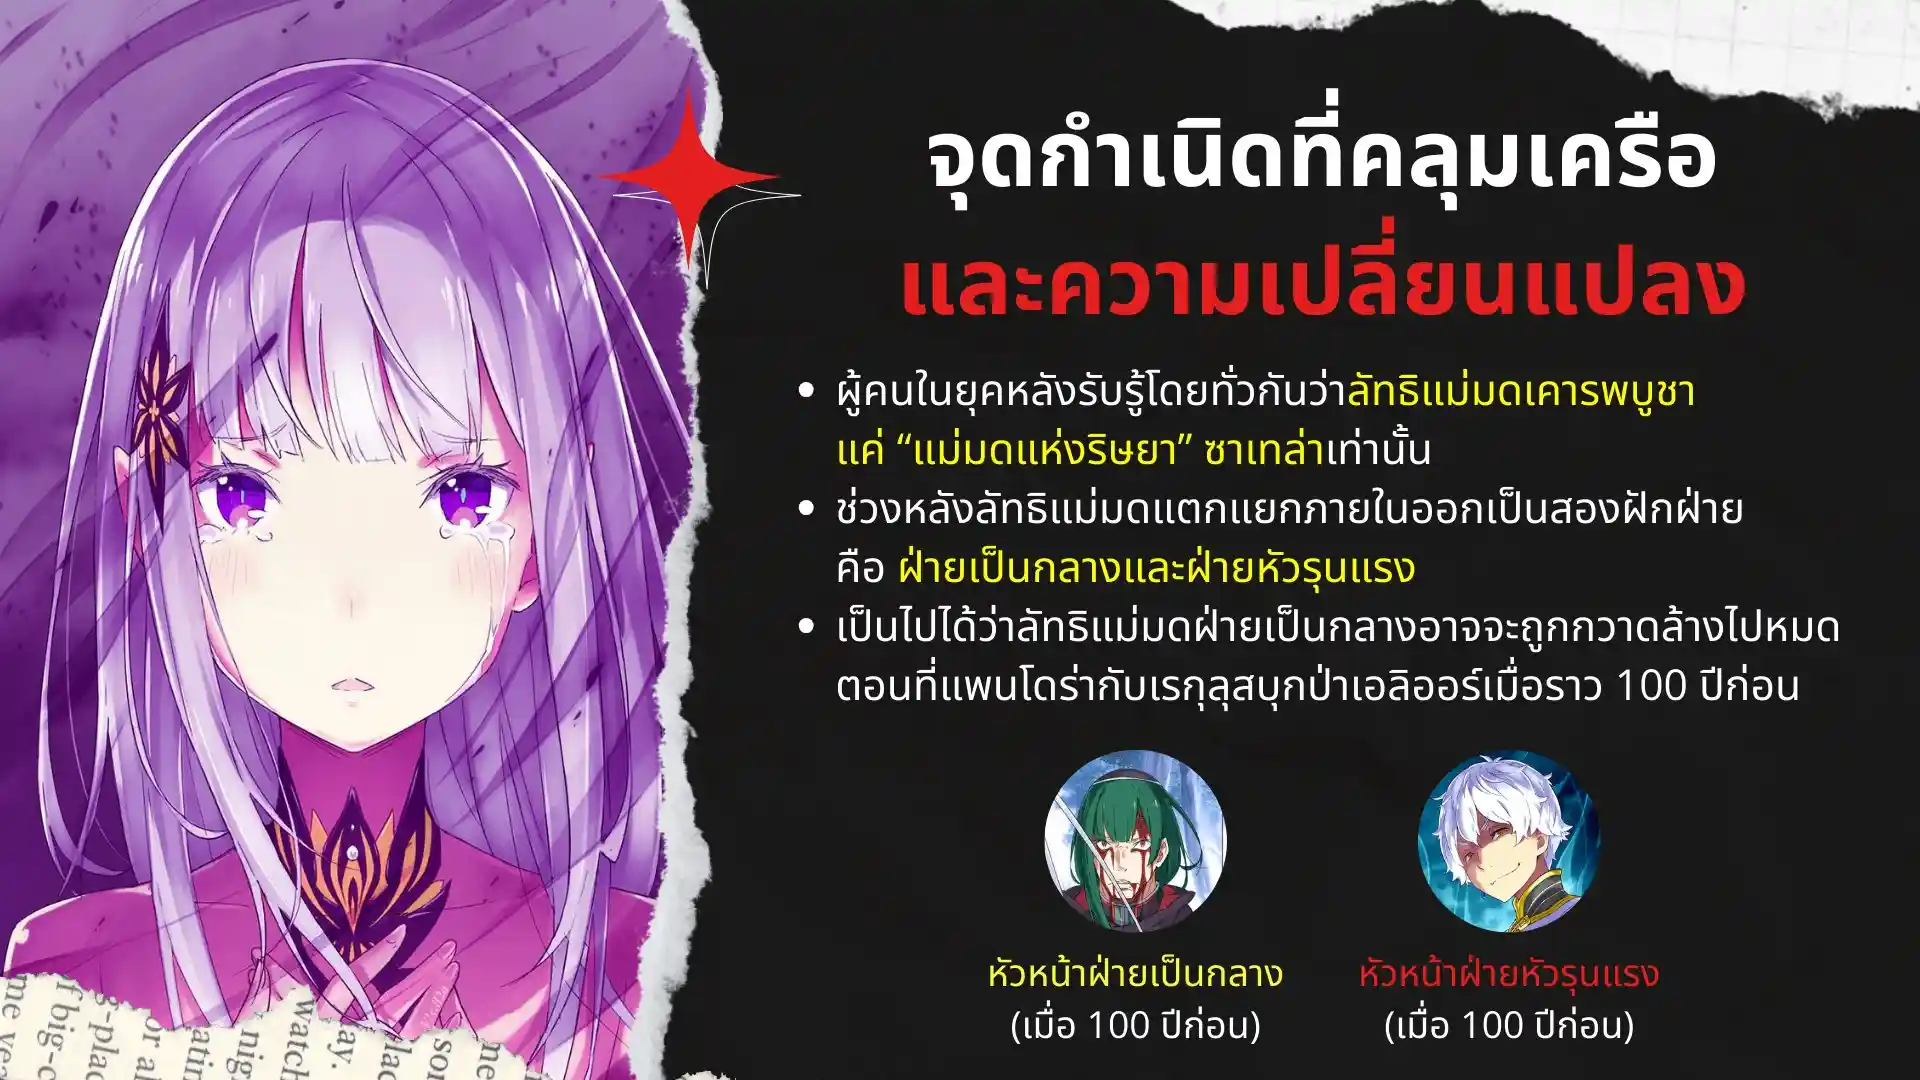 จุดกำเนิดที่คลุมเครือ
และความเปลี่ยนแปลง
• ผู้คนในยุคหลังรับรู้โดยทั่วกันว่าลัทธิแม่มดเคารพบูชา
แค่ “แม่มดแห่งริษยา” ซาเทล่าเท่านั้น
• ช่วงหลังลัทธิแม่มดแตกแยกภายในออกเป็นสองฝักฝ่าย
คือ ฝ่ายเป็นกลางและฝ่ายหัวรุนแรง
• เป็นไปได้ว่าลัทธิแม่มดฝ่ายเป็นกลางอาจจะถูกกวาดล้างไปหมด
ตอนที่แพนโดร่ากับเรกุลุสบุกป่าเอลิออร์เมื่อราว 100 ปีก่อน
หัวหน้าฝ่ายเป็นกลาง
(เมื่อ 100 ปีก่อน)
หัวหน้าฝ่ายหัวรุนแรง
(เมื่อ 100 ปีก่อน)